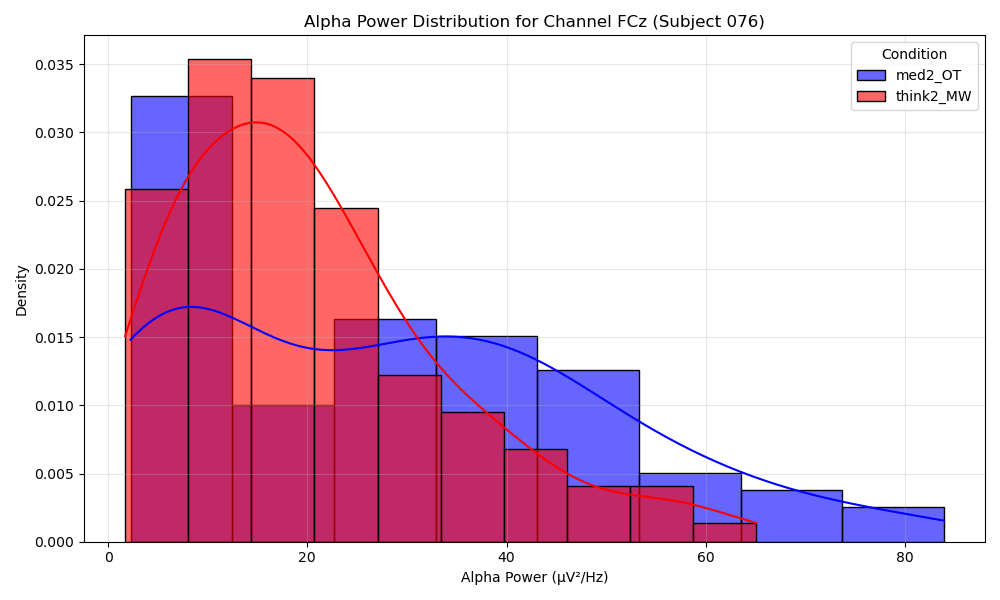 Alpha Power Distribution for Channel FCz (Subject 076)
Condition
med2_OT
think2_MW
0.035
0.030
0.025
0.020
0.015
0.010
0.005
0.000
Density
0 20 40 60 80
Alpha Power (μV²/Hz)